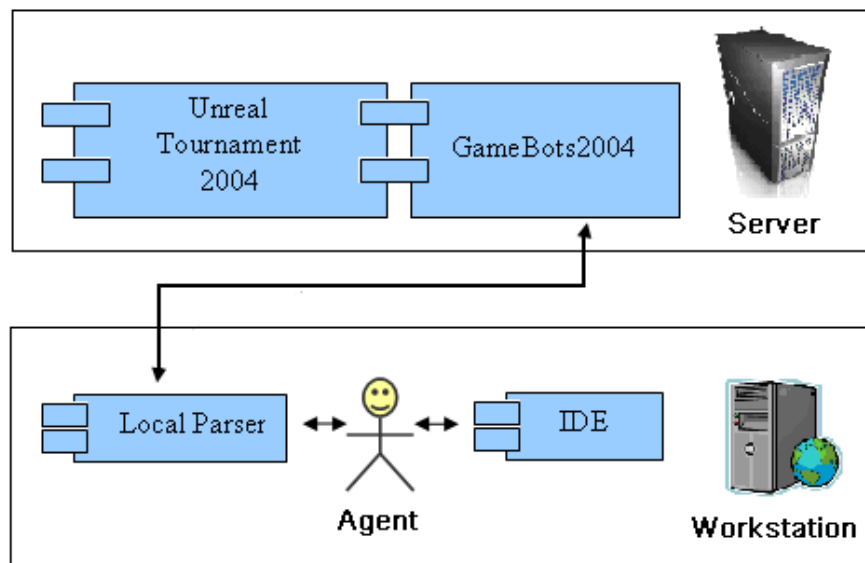 Unreal
Tournament
2004
GameBots2004
Server
Local Parser
IDE
Agent
Workstation